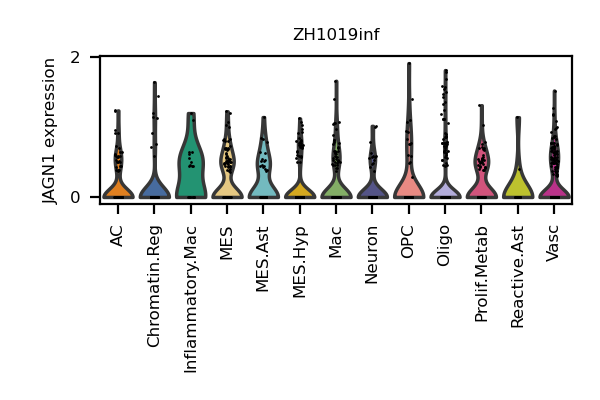 ZH1019inf
JAGN1 expression
2
0
AC
Chromatin.Reg
Inflammatory.Mac
MES
MES.Ast
MES.Hyp
Mac
Neuron
OPC
Oligo
Prolif.Metab
Reactive.Ast
Vasc